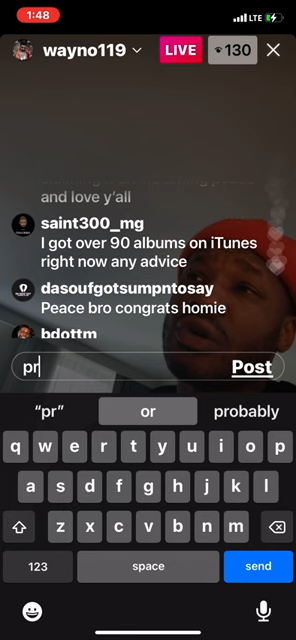 1:48
LTE
wayno119
LIVE
130
and love y'all
saint300_mg
I got over 90 albums on iTunes
right now any advice
dasoufgotsumpntosay
Peace bro congrats homie
bdottm
pr
Post
"pr" or probably
q w e r t y u i o p
a s d f g h j k l
z x c v b n m
123 space send